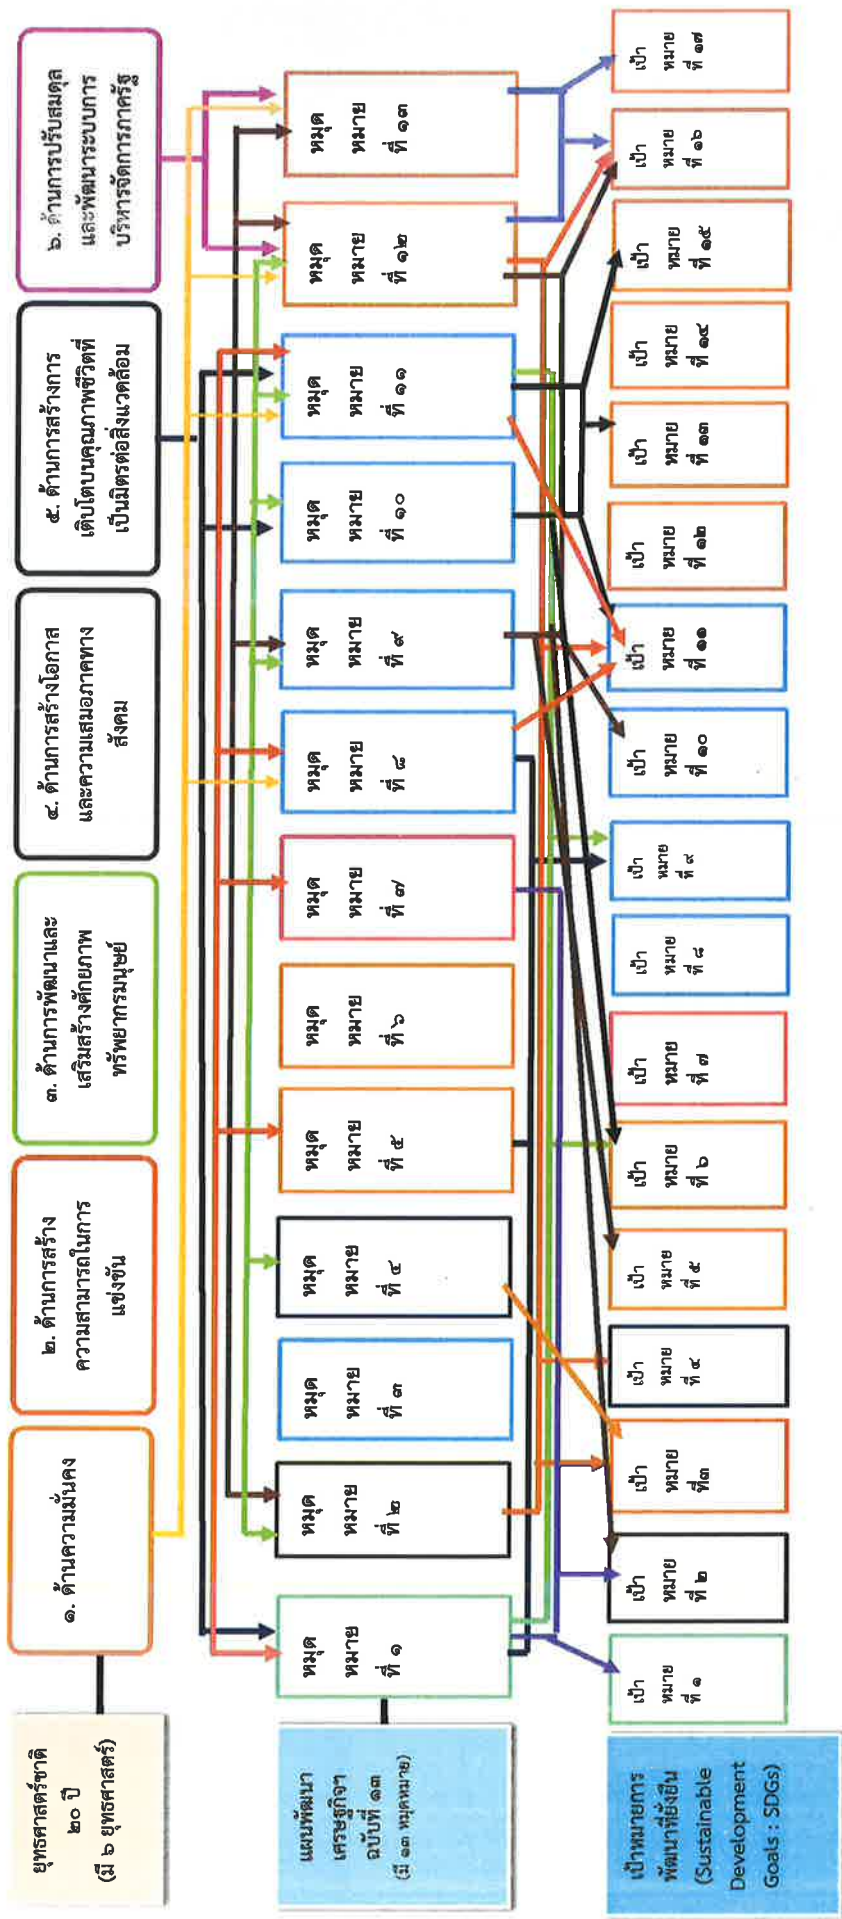 ยุทธศาสตร์ชาติ
๒๐ ปี
(มี ๖ ยุทธศาสตร์)
๑. ด้านความมั่นคง
๒. ด้านการสร้าง
ความสามารถในการ
แข่งขัน
๓. ด้านการพัฒนาและ
เสริมสร้างศักยภาพ
ทรัพยากรมนุษย์
๔. ด้านการสร้างโอกาส
และความเสมอภาคทาง
สังคม
๕. ด้านการสร้างการ
เติบโตบนคุณภาพชีวิตที่
เป็นมิตรต่อสิ่งแวดล้อม
๖. ด้านการปรับสมดุล
และพัฒนาระบบการ
บริหารจัดการภาครัฐ
แผนพัฒนา
เศรษฐกิจฯ
ฉบับที่ ๑๓
(มี ๑๓ หมุดหมาย)
หมุด
หมาย
ที่ ๑
หมุด
หมาย
ที่ ๒
หมุด
หมาย
ที่ ๓
หมุด
หมาย
ที่ ๔
หมุด
หมาย
ที่ ๕
หมุด
หมาย
ที่ ๖
หมุด
หมาย
ที่ ๗
หมุด
หมาย
ที่ ๘
หมุด
หมาย
ที่ ๙
หมุด
หมาย
ที่ ๑๐
หมุด
หมาย
ที่ ๑๑
หมุด
หมาย
ที่ ๑๒
หมุด
หมาย
ที่ ๑๓
เป้าหมายการ
พัฒนาที่ยั่งยืน
(Sustainable
Development
Goals : SDGs)
เป้า
หมาย
ที่ ๑
เป้า
หมาย
ที่ ๒
เป้า
หมาย
ที่๓
เป้า
หมาย
ที่ ๔
เป้า
หมาย
ที่ ๕
เป้า
หมาย
ที่ ๖
เป้า
หมาย
ที่ ๗
เป้า
หมาย
ที่ ๘
เป้า
หมาย
ที่ ๙
เป้า
หมาย
ที่ ๑๐
เป้า
หมาย
ที่ ๑๑
เป้า
หมาย
ที่ ๑๒
เป้า
หมาย
ที่ ๑๓
เป้า
หมาย
ที่ ๑๔
เป้า
หมาย
ที่ ๑๕
เป้า
หมาย
ที่ ๑๖
เป้า
หมาย
ที่ ๑๗